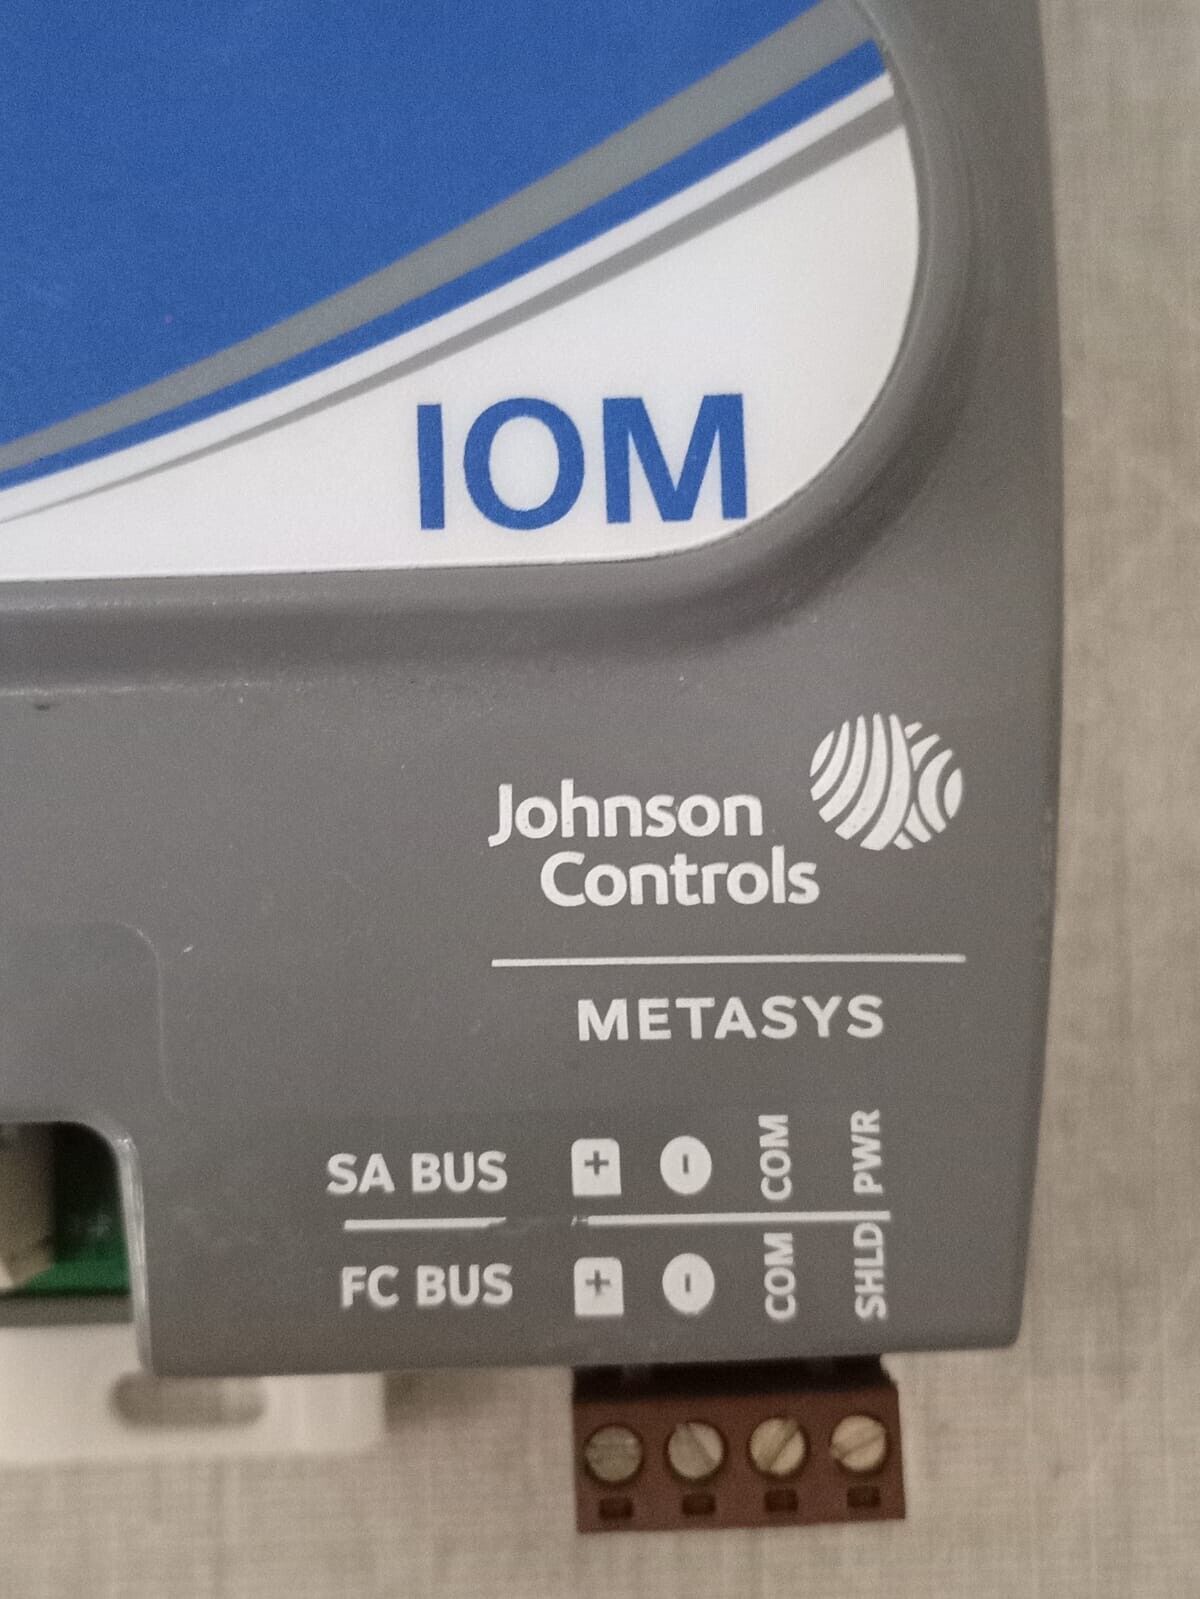 IOM
Johnson
Controls
METASYS
SA BUS + - COM PWR
FC BUS + - COM SHLD